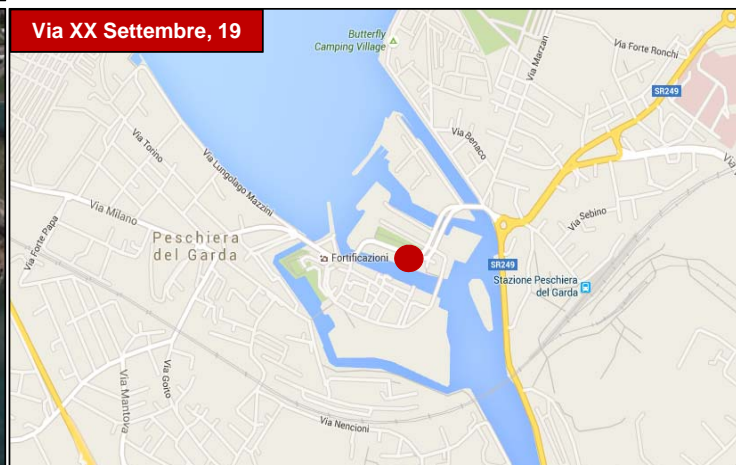 Via XX Settembre, 19
Butterfly
Camping Village
Via Marzan
Via Forte Ronchi
SR249
Via Torino
Via Benaco
Via Lungolago Mazzini
Via Milano
Via Forte Papa
Peschiera
del Garda
Via Sebino
Fortificazioni
SR249
Stazione Peschiera
del Garda
Via Goito
Via Mantova
Via Nencioni